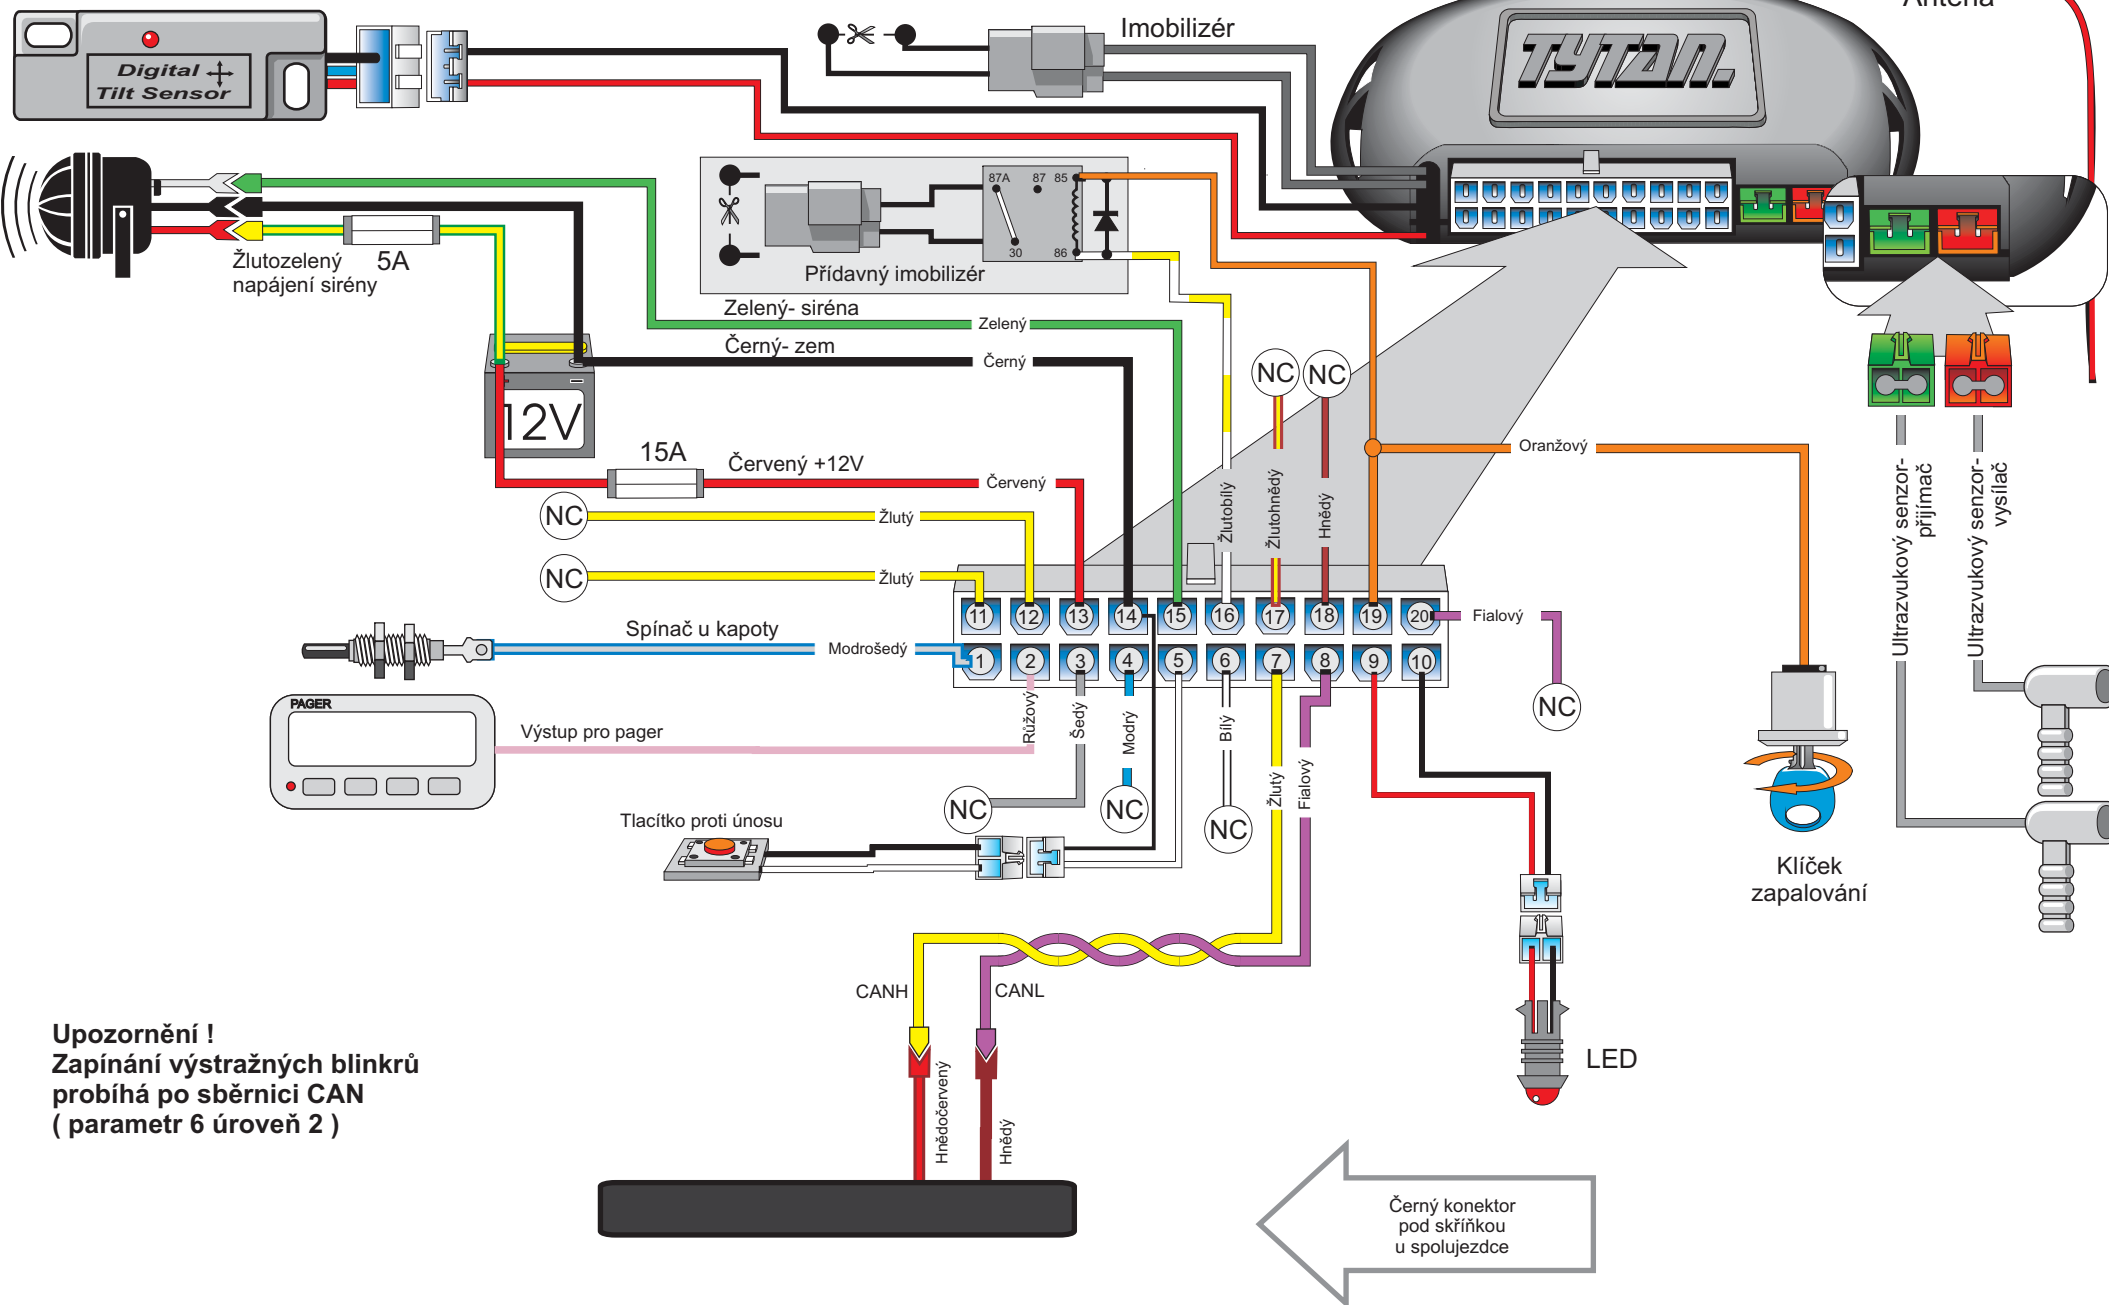 Anténa
Imobilizér
TYTAN.
Digital
Tilt Sensor
87A 87 85
30 86
Přídavný imobilizér
Žlutozelený
napájení sirény
5A
Zelený- siréna
Zelený
Černý- zem
Černý
12V
15A
Červený +12V
Červený
NC
Žlutý
NC
Žlutý
Žlutobílý
NC
Žlutohnědý
NC
Hnědý
Oranžový
Ultrazvukový senzor-
přijímač
Ultrazvukový senzor-
vysílač
11 12 13 14 15 16 17 18 19 20
1 2 3 4 5 6 7 8 9 10
Fialový
NC
Spínač u kapoty
Modrošedý
PAGER
Výstup pro pager
Růžový
Šedý
NC
Modrý
NC
Bílý
NC
Žlutý
Fialový
Tlacítko proti únosu
Klíček
zapalování
CANH
CANL
Hnědočervený
Hnědý
LED
Upozornění !
Zapínání výstražných blinkrů
probíhá po sběrnici CAN
( parametr 6 úroveň 2 )
Černý konektor
pod skříňkou
u spolujezdce